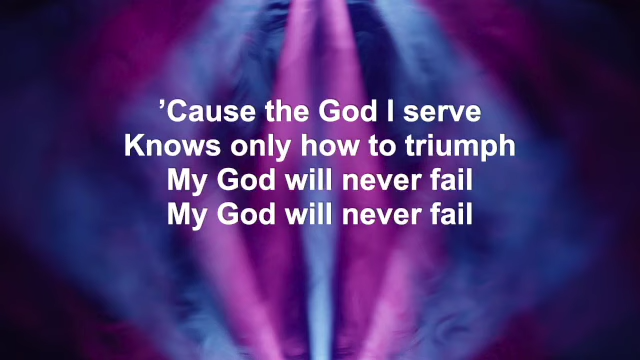 ’Cause the God I serve
Knows only how to triumph
My God will never fail
My God will never fail